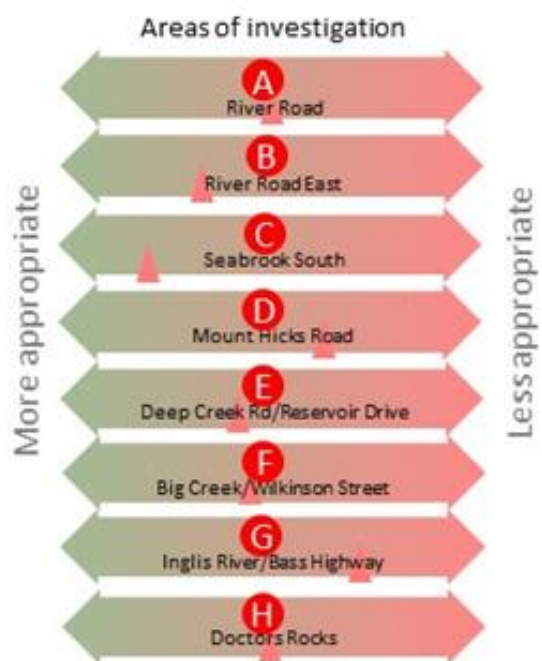 Areas of investigation
More appropriate
Less appropriate
A
River Road
B
River Road East
C
Seabrook South
D
Mount Hicks Road
E
Deep Creek Rd/Reservoir Drive
F
Big Creek/Wilkinson Street
G
Inglis River/Bass Highway
H
Doctors Rocks